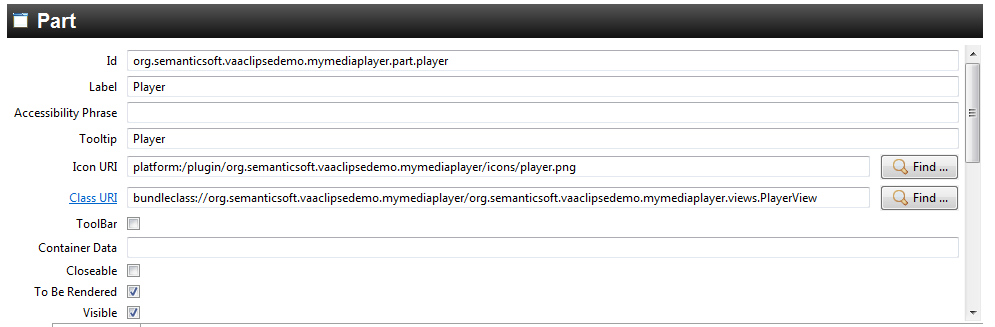 Part
Id org.semanticsoft.vaaclipsedemo.mymediaplayer.part.player
Label Player
Accessibility Phrase
Tooltip Player
Icon URI platform:/plugin/org.semanticsoft.vaaclipsedemo.mymediaplayer/icons/player.png Find ...
Class URI bundleclass://org.semanticsoft.vaaclipsedemo.mymediaplayer/org.semanticsoft.vaaclipsedemo.mymediaplayer.views.PlayerView Find ...
ToolBar
Container Data
Closeable
To Be Rendered
Visible